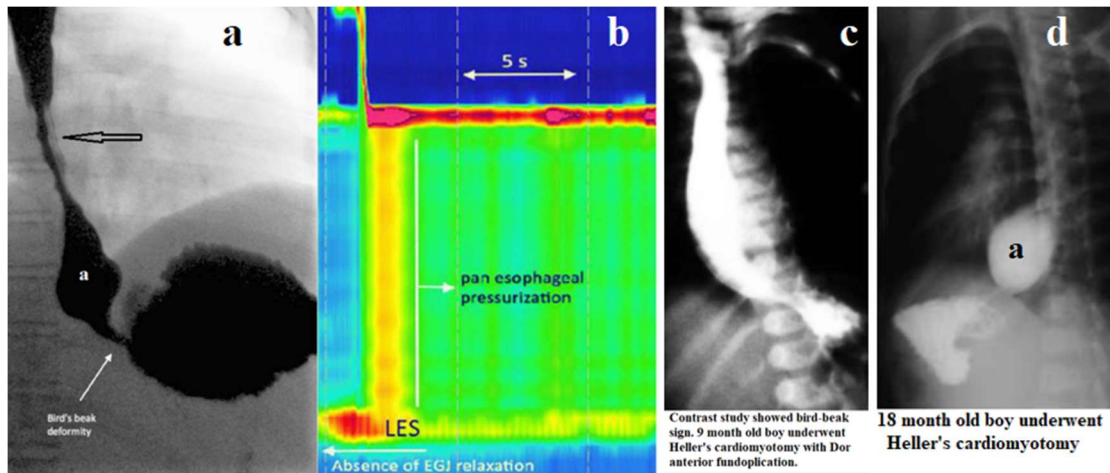 a
a
Bird's beak
deformity
b
5 s
pan esophageal
pressurization
LES
Absence of EGJ relaxation
c
Contrast study showed bird-beak
sign. 9 month old boy underwent
Heller's cardiomyotomy with Dor
anterior fundoplication.
d
a
18 month old boy underwent
Heller's cardiomyotomy